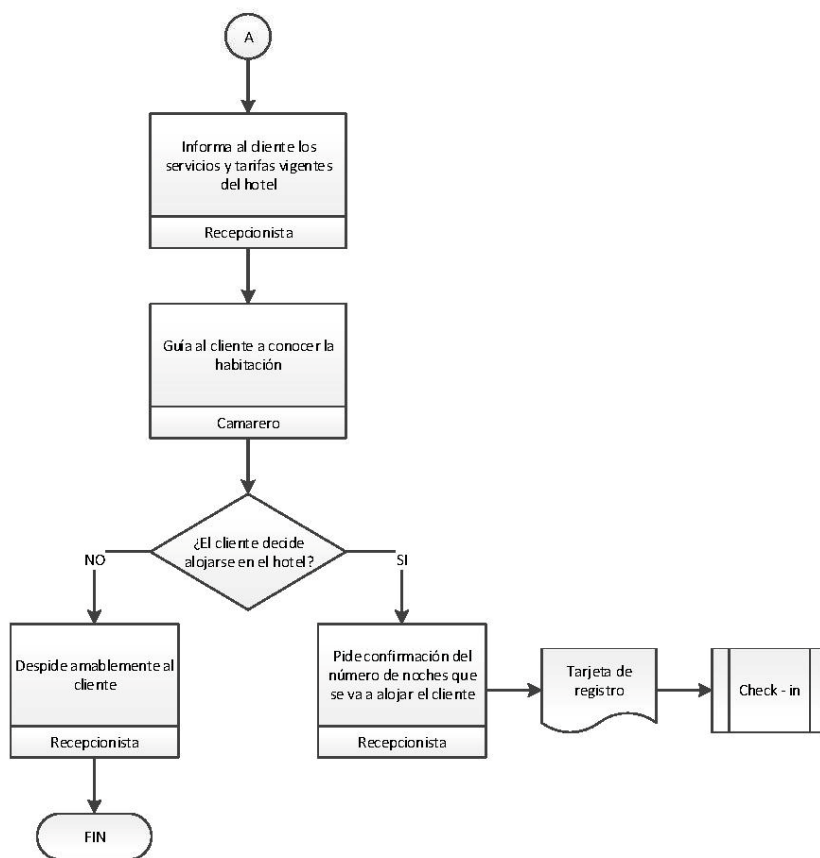 A
Informa al cliente los
servicios y tarifas vigentes
del hotel
Recepcionista
Guía al cliente a conocer la
habitación
Camarero
¿El cliente decide
alojarse en el hotel?
NO
SI
Despide amablemente al
cliente
Recepcionista
FIN
Pide confirmación del
número de noches que
se va a alojar el cliente
Recepcionista
Tarjeta de
registro
Check - in